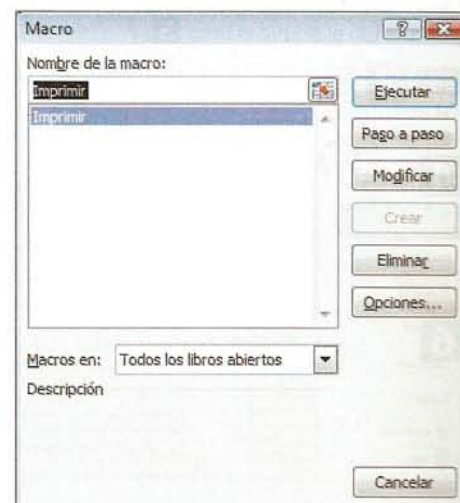 Macro
Nombre de la macro:
Imprimir
Imprimir
Ejecutar
Paso a paso
Modificar
Crear
Eliminar
Opciones...
Macros en: Todos los libros abiertos
Descripción
Cancelar